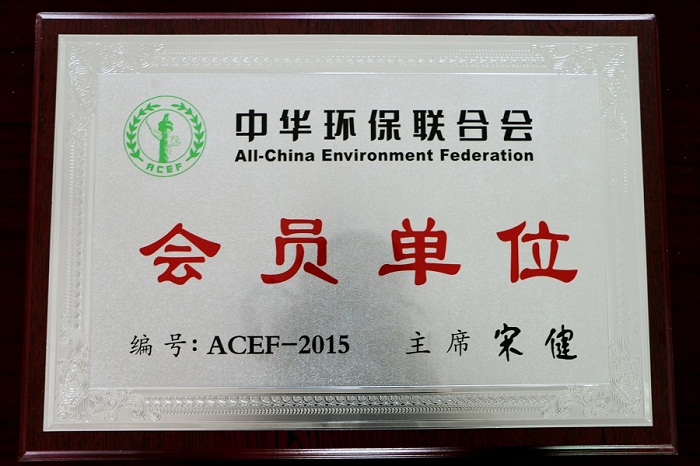 ACEF
中华环保联合会
All-China Environment Federation
会员单位
编号:ACEF-2015 主席 宋健